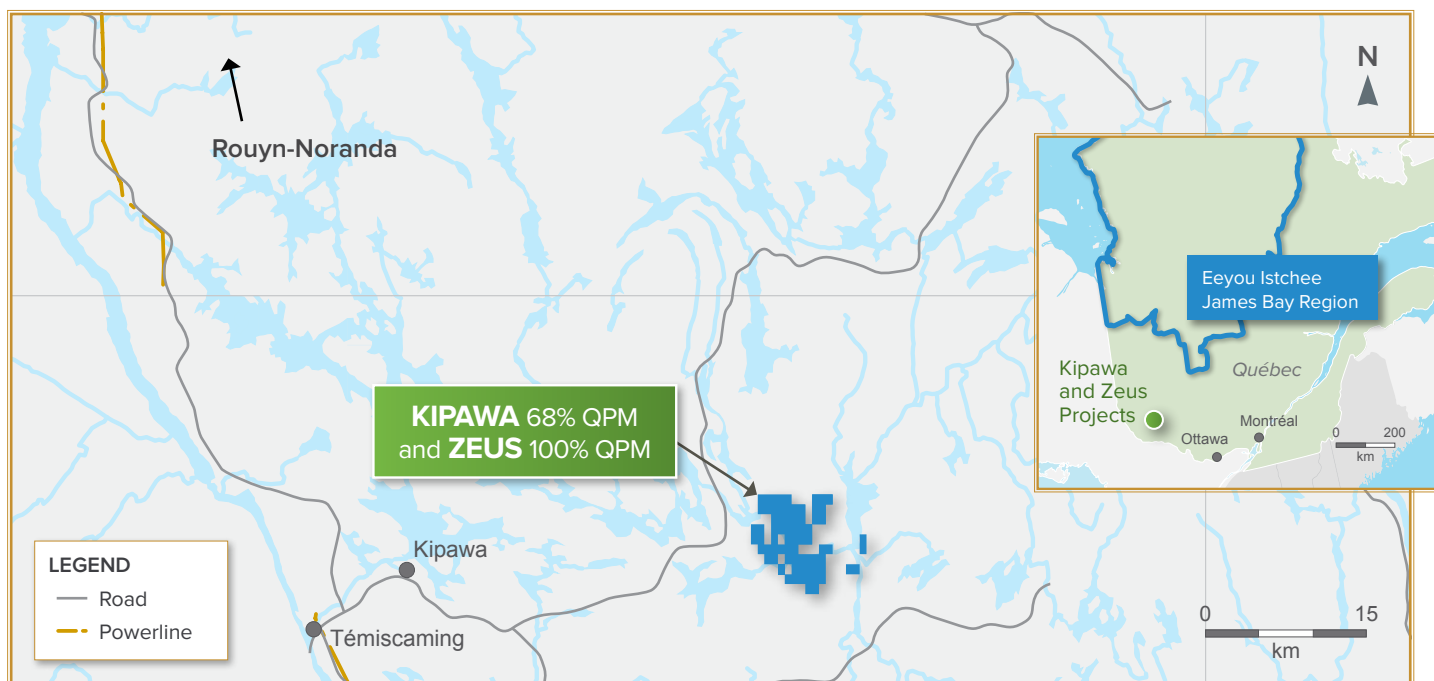 Rouyn-Noranda
N
Eeyou Istchee
James Bay Region
Kipawa
and Zeus
Projects
Québec
Montréal
Ottawa
0 200
km
KIPAWA 68% QPM
and ZEUS 100% QPM
Kipawa
Témiscaming
LEGEND
Road
Powerline
0 15
km